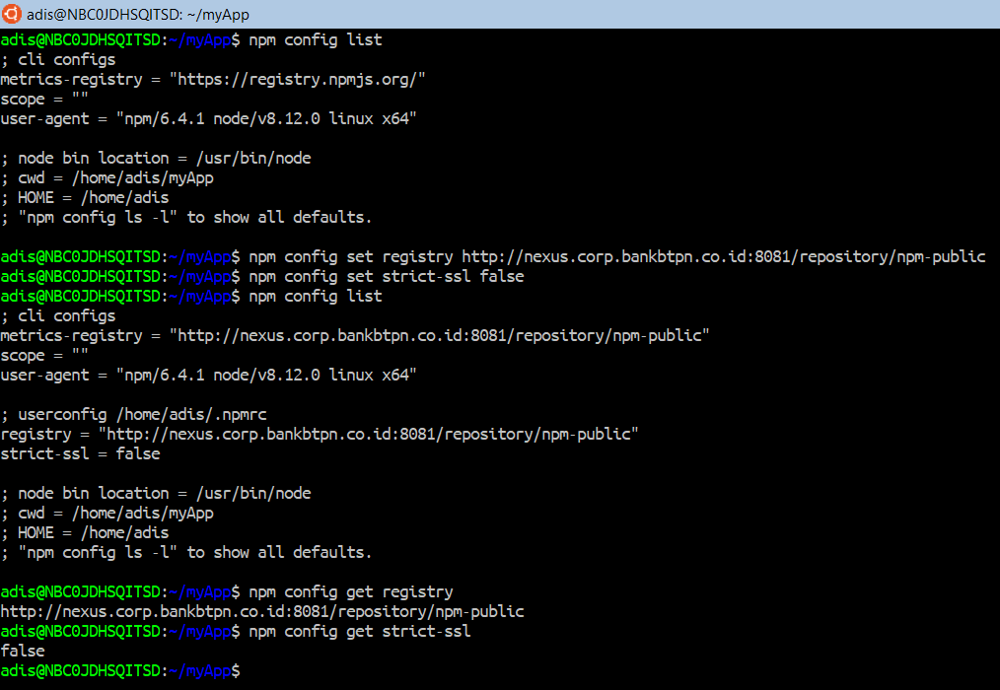 adis@NBC0JDHSQITSD: ~/myApp
adis@NBC0JDHSQITSD:~/myApp$ npm config list
; cli configs
metrics-registry = "https://registry.npmjs.org/"
scope = ""
user-agent = "npm/6.4.1 node/v8.12.0 linux x64"
; node bin location = /usr/bin/node
; cwd = /home/adis/myApp
; HOME = /home/adis
; "npm config ls -l" to show all defaults.
adis@NBC0JDHSQITSD:~/myApp$ npm config set registry http://nexus.corp.bankbtpn.co.id:8081/repository/npm-public
adis@NBC0JDHSQITSD:~/myApp$ npm config set strict-ssl false
adis@NBC0JDHSQITSD:~/myApp$ npm config list
; cli configs
metrics-registry = "http://nexus.corp.bankbtpn.co.id:8081/repository/npm-public"
scope = ""
user-agent = "npm/6.4.1 node/v8.12.0 linux x64"
; userconfig /home/adis/.npmrc
registry = "http://nexus.corp.bankbtpn.co.id:8081/repository/npm-public"
strict-ssl = false
; node bin location = /usr/bin/node
; cwd = /home/adis/myApp
; HOME = /home/adis
; "npm config ls -l" to show all defaults.
adis@NBC0JDHSQITSD:~/myApp$ npm config get registry
http://nexus.corp.bankbtpn.co.id:8081/repository/npm-public
adis@NBC0JDHSQITSD:~/myApp$ npm config get strict-ssl
false
adis@NBC0JDHSQITSD:~/myApp$